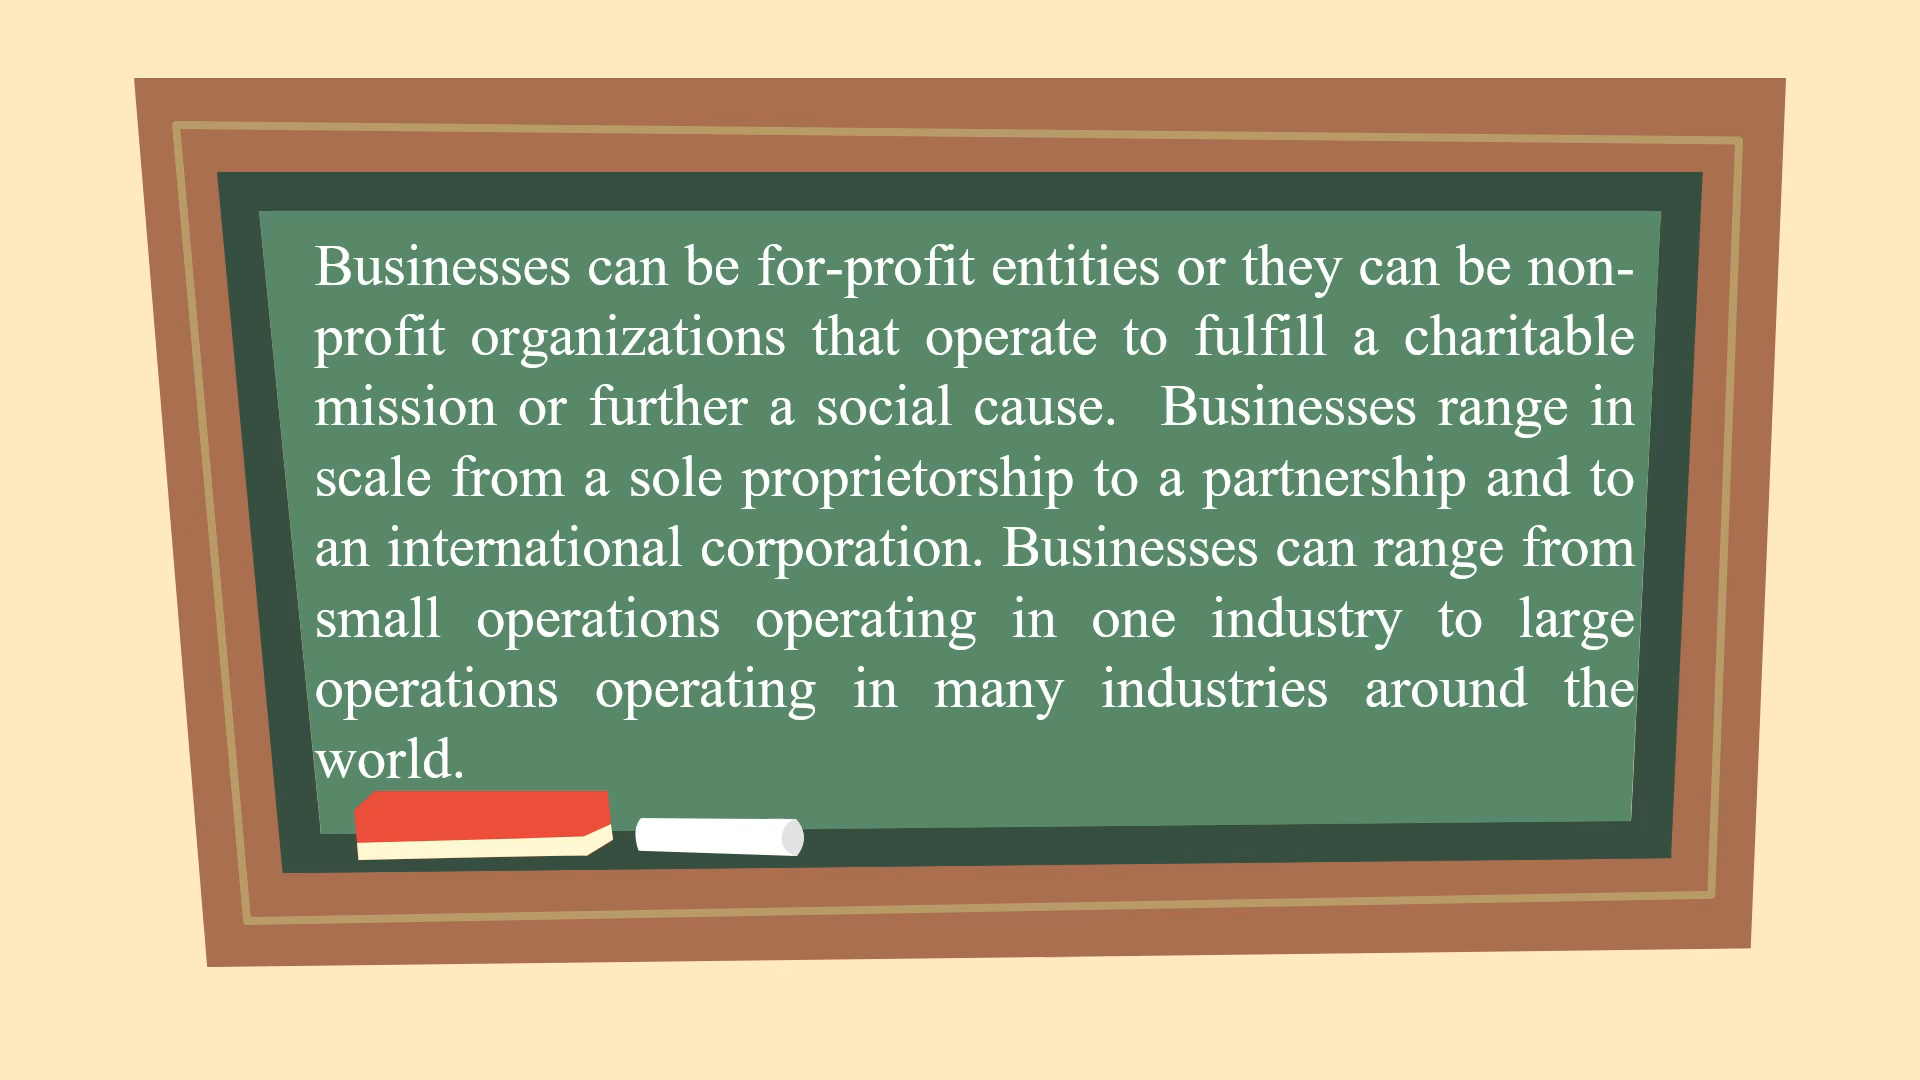 Businesses can be for-profit entities or they can be non-
profit organizations that operate to fulfill a charitable
mission or further a social cause.  Businesses range in
scale from a sole proprietorship to a partnership and to
an international corporation. Businesses can range from
small operations operating in one industry to large
operations operating in many industries around the
world.